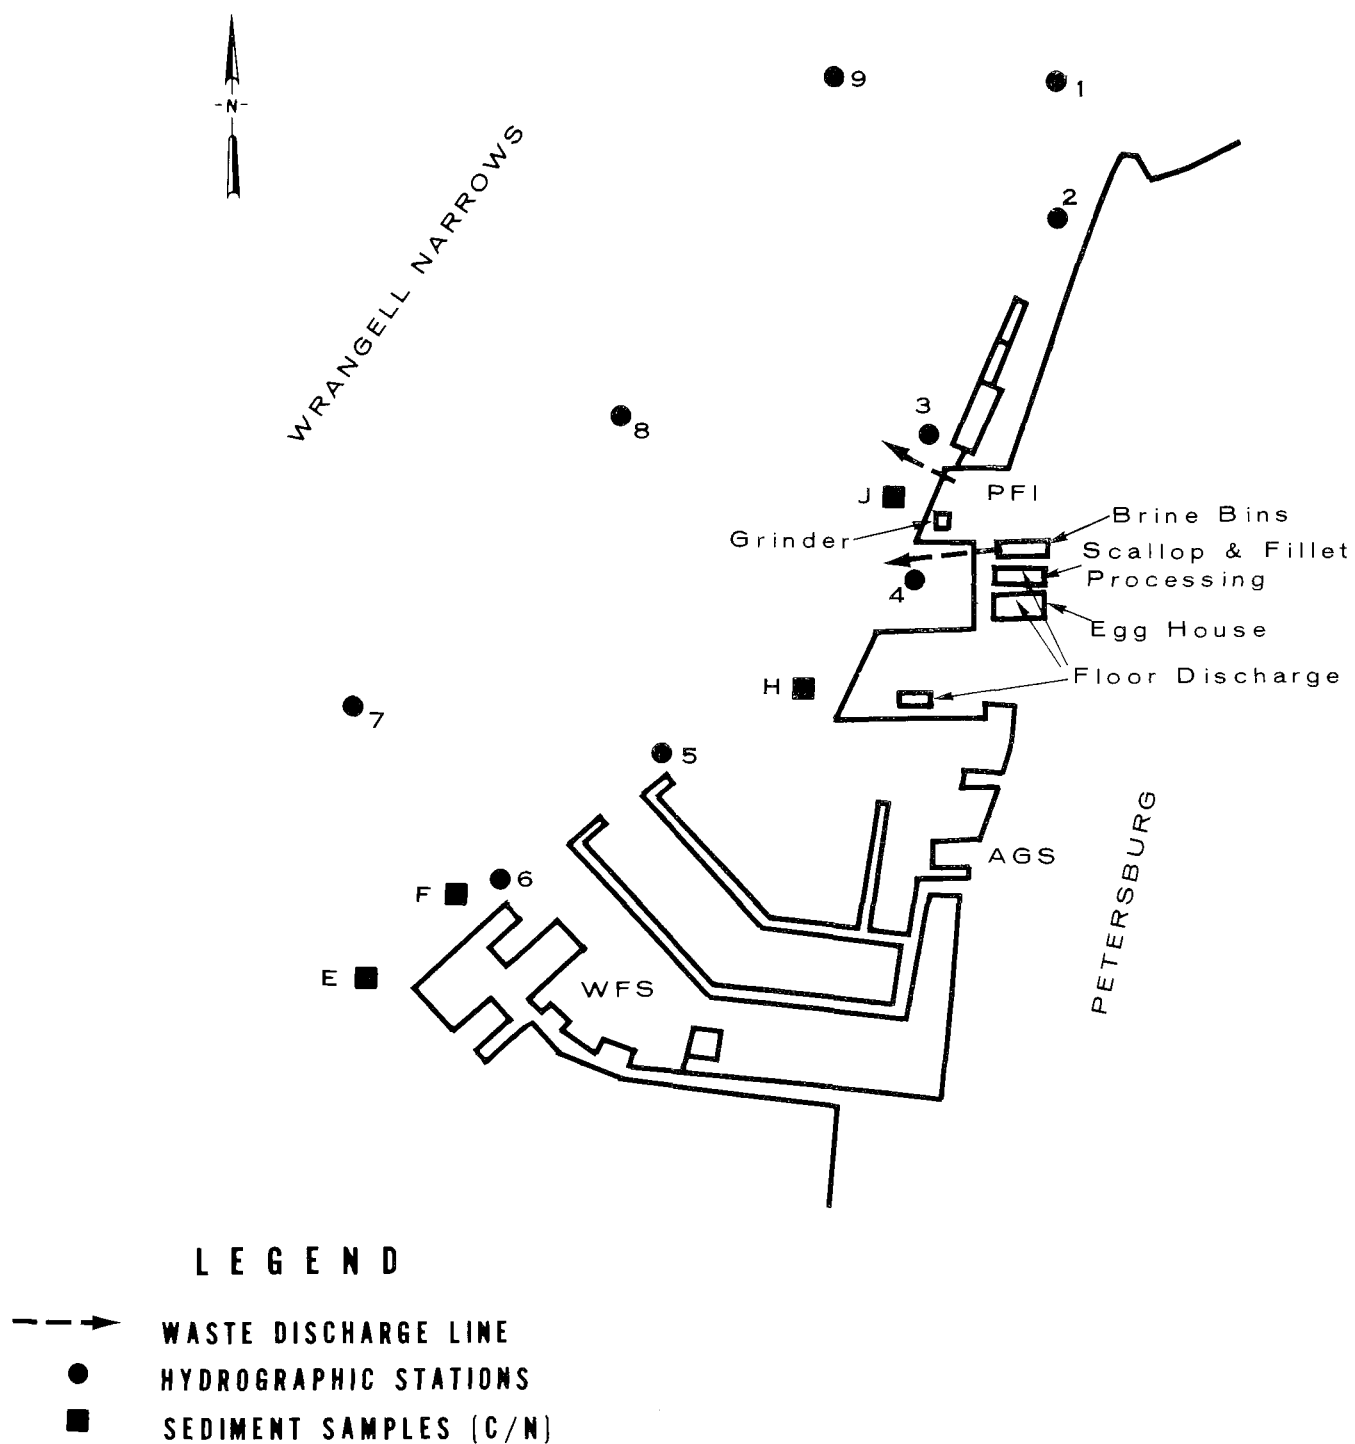 N
9
1
WRANGELL NARROWS
2
8
3
J
PFI
Grinder
Brine Bins
Scallop & Fillet
Processing
4
Egg House
H
Floor Discharge
7
5
PETERSBURG
AGS
F
6
E
WFS
LEGEND
WASTE DISCHARGE LINE
HYDROGRAPHIC STATIONS
SEDIMENT SAMPLES (C/N)